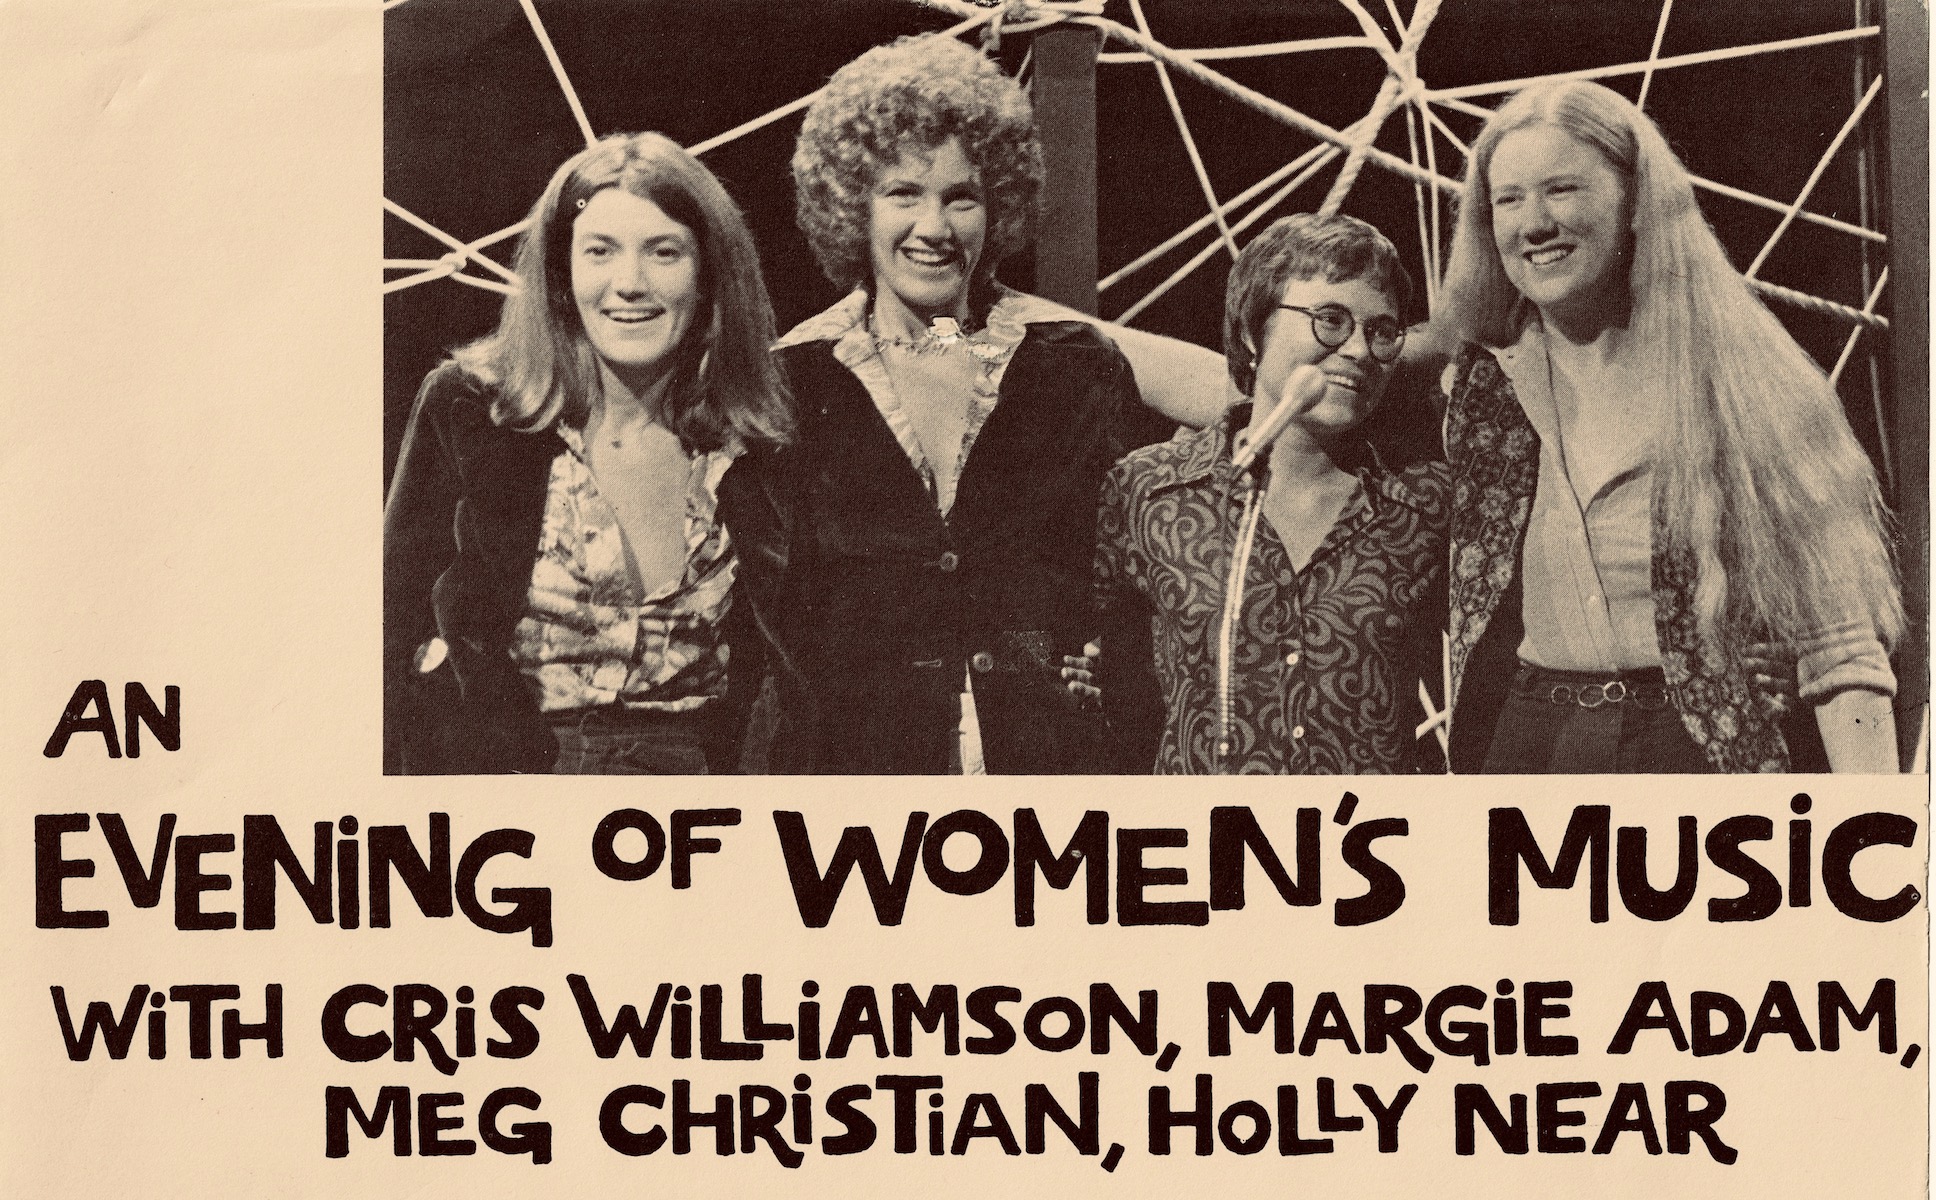 AN
EVENING OF WOMEN'S MUSIC
WITH CRIS WILLIAMSON, MARGIE ADAM,
MEG CHRISTIAN, HOLLY NEAR